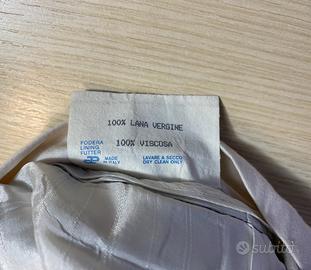 100% LANA VERGINE
FODERA
LINING
FUTTER
100% VISCOSA
MADE
IN ITALY
LAVARE A SECCO
DRY CLEAN ONLY
subito